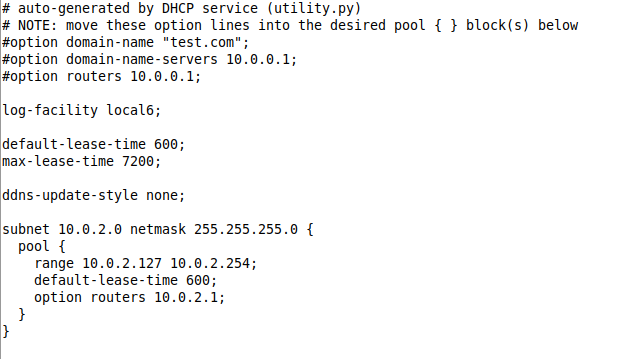 # auto-generated by DHCP service (utility.py)
# NOTE: move these option lines into the desired pool { } block(s) below
#option domain-name "test.com";
#option domain-name-servers 10.0.0.1;
#option routers 10.0.0.1;

log-facility local6;

default-lease-time 600;
max-lease-time 7200;

ddns-update-style none;

subnet 10.0.2.0 netmask 255.255.255.0 {
  pool {
    range 10.0.2.127 10.0.2.254;
    default-lease-time 600;
    option routers 10.0.2.1;
  }
}